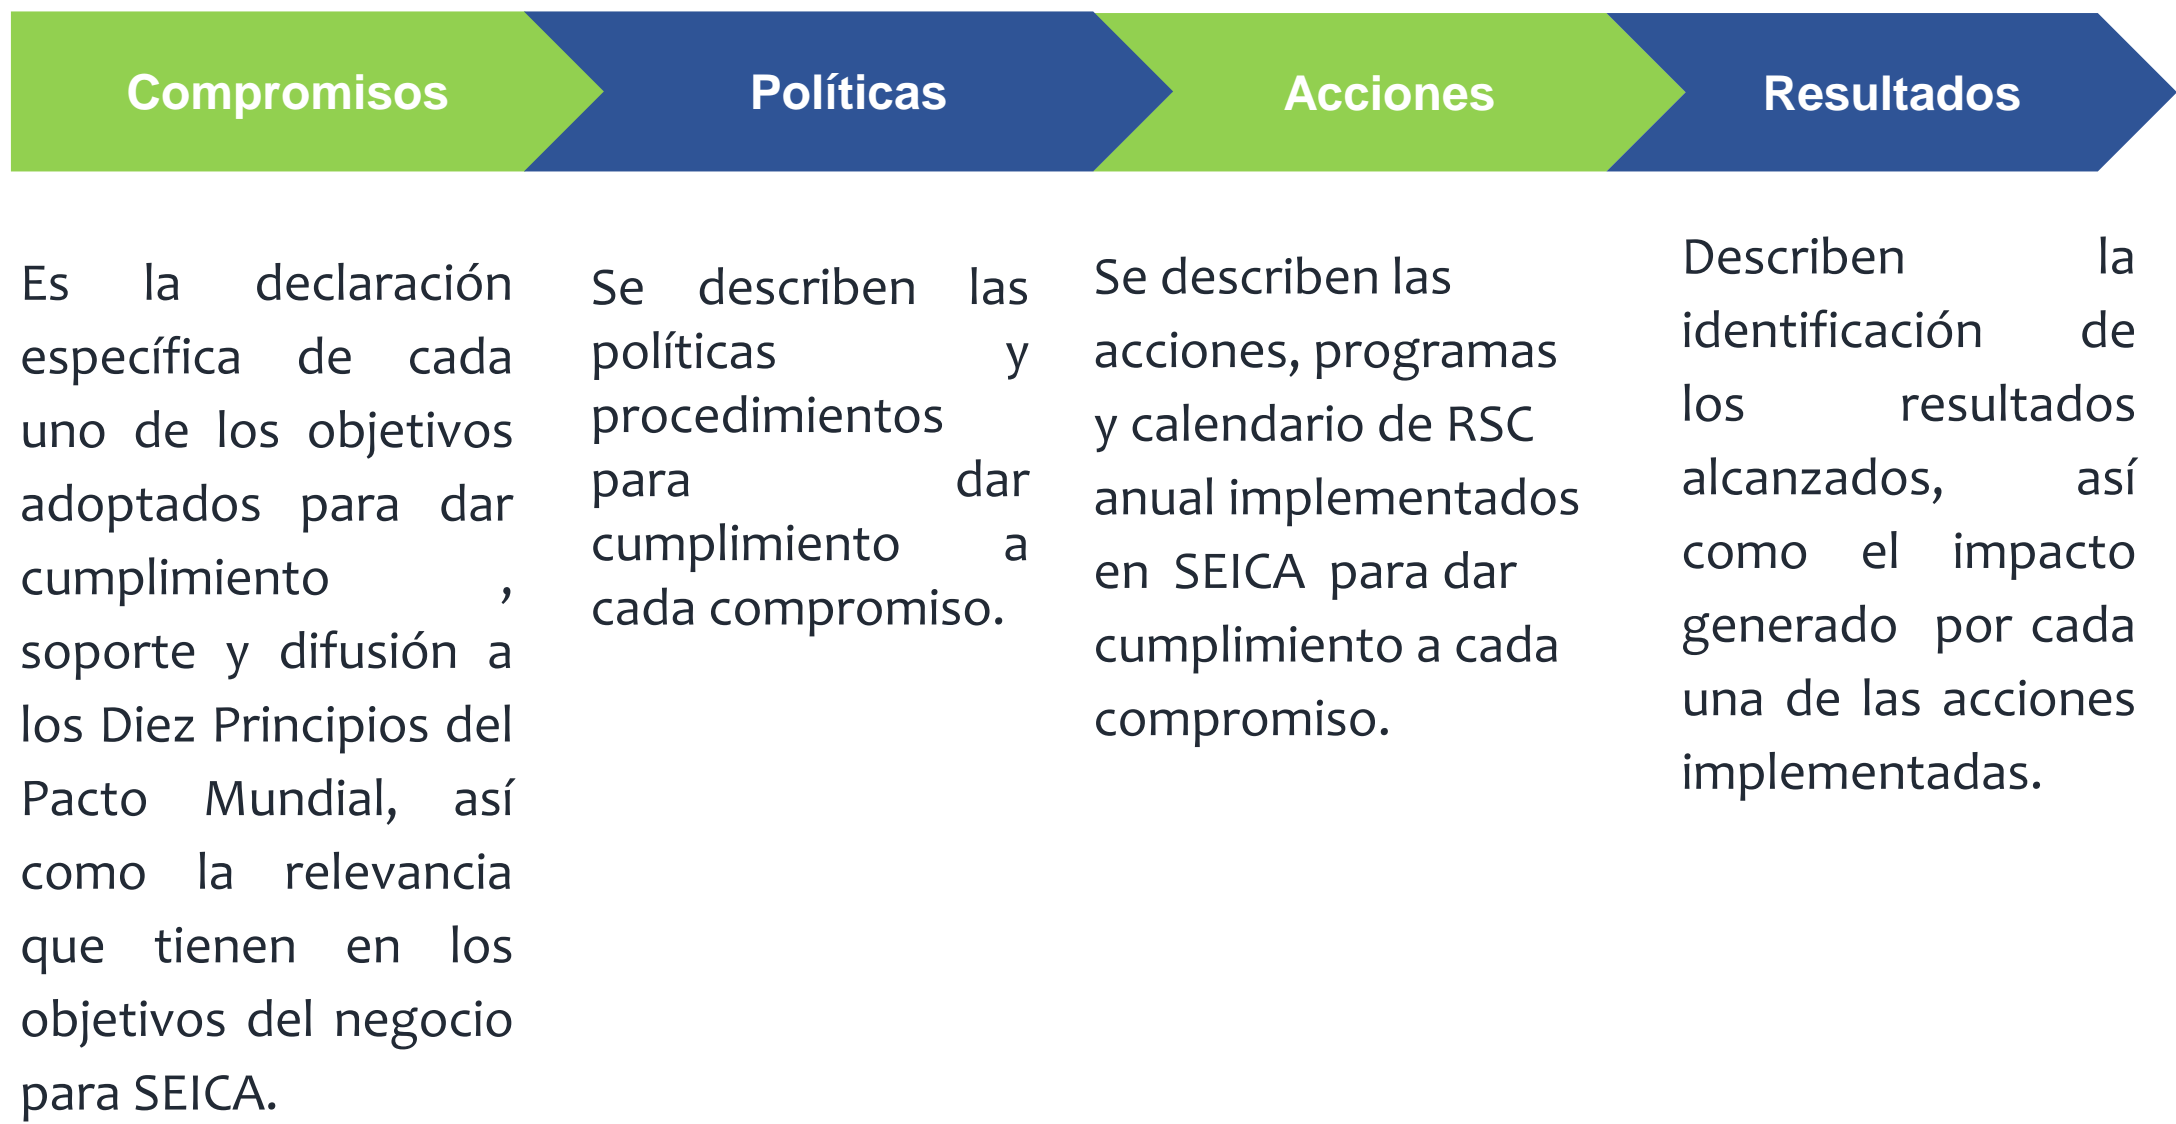 Compromisos
Políticas
Acciones
Resultados
Es la declaración
específica de cada
uno de los objetivos
adoptados para dar
cumplimiento ,
soporte y difusión a
los Diez Principios del
Pacto Mundial, así
como la relevancia
que tienen en los
objetivos del negocio
para SEICA.
Se describen las
políticas y
procedimientos
para dar
cumplimiento a
cada compromiso.
Se describen las
acciones, programas
y calendario de RSC
anual implementados
en SEICA para dar
cumplimiento a cada
compromiso.
Describen la
identificación de
los resultados
alcanzados, así
como el impacto
generado por cada
una de las acciones
implementadas.